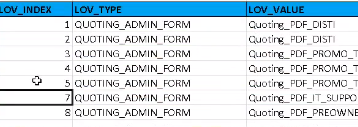 LOV_INDEX LOV_TYPE LOV_VALUE
1 QUOTING_ADMIN_FORM Quoting_PDF_DISTI
2 QUOTING_ADMIN_FORM Quoting_PDF_DISTI
3 QUOTING_ADMIN_FORM Quoting_PDF_PROMO_T
4 QUOTING_ADMIN_FORM Quoting_PDF_PROMO_T
5 QUOTING_ADMIN_FORM Quoting_PDF_PROMO_T
7 QUOTING_ADMIN_FORM Quoting_PDF_IT_SUPPO
8 QUOTING_ADMIN_FORM Quoting_PDF_PREOWNE